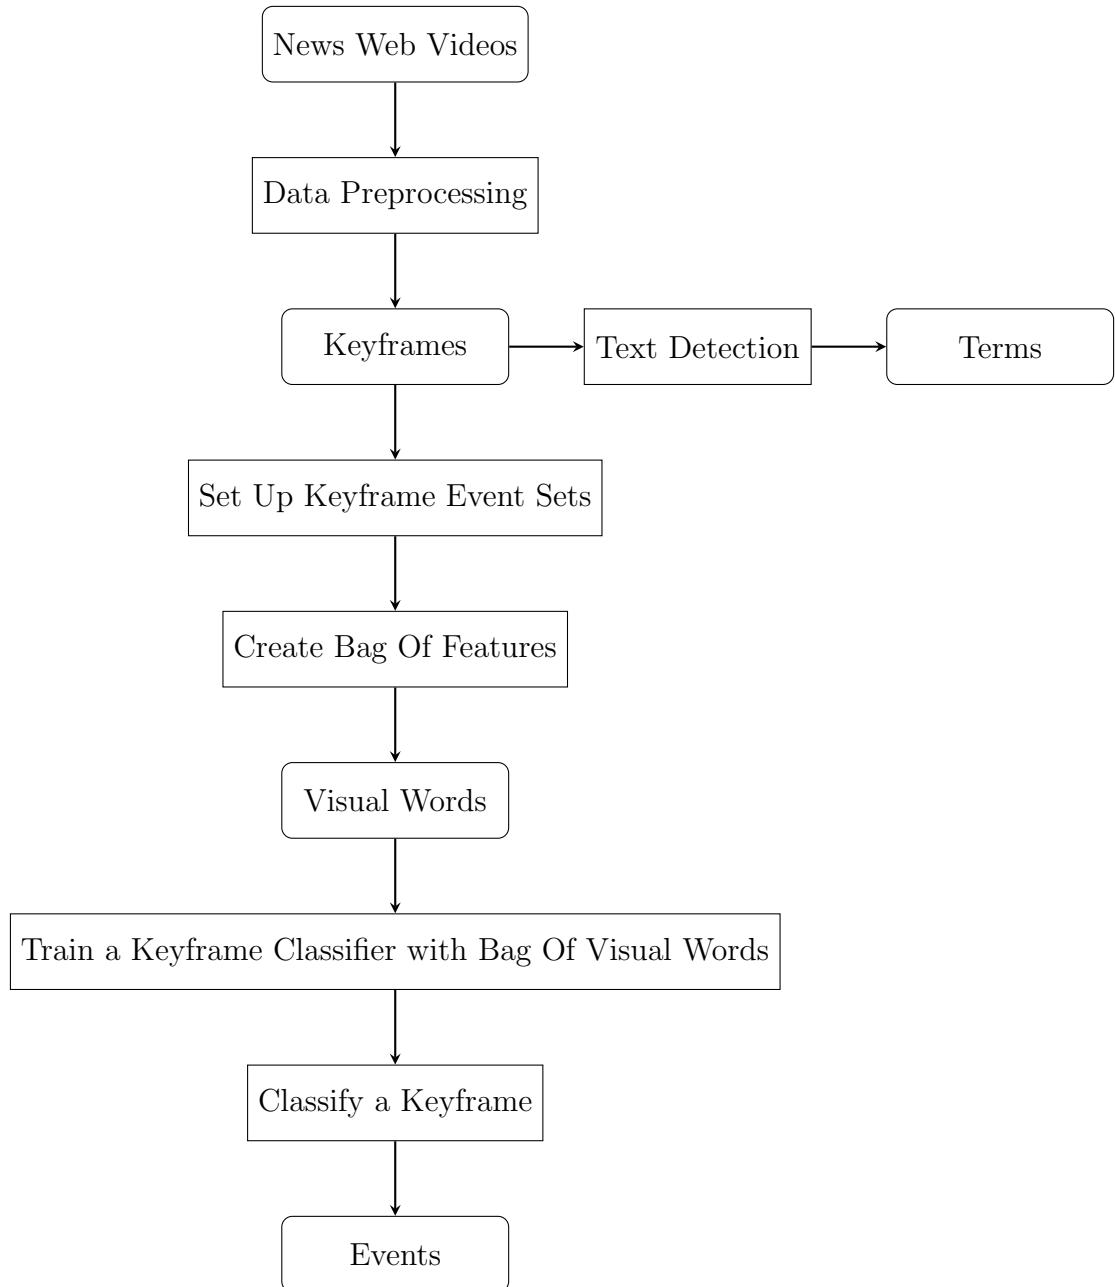 News Web Videos
Data Preprocessing
Keyframes
Text Detection
Terms
Set Up Keyframe Event Sets
Create Bag Of Features
Visual Words
Train a Keyframe Classifier with Bag Of Visual Words
Classify a Keyframe
Events